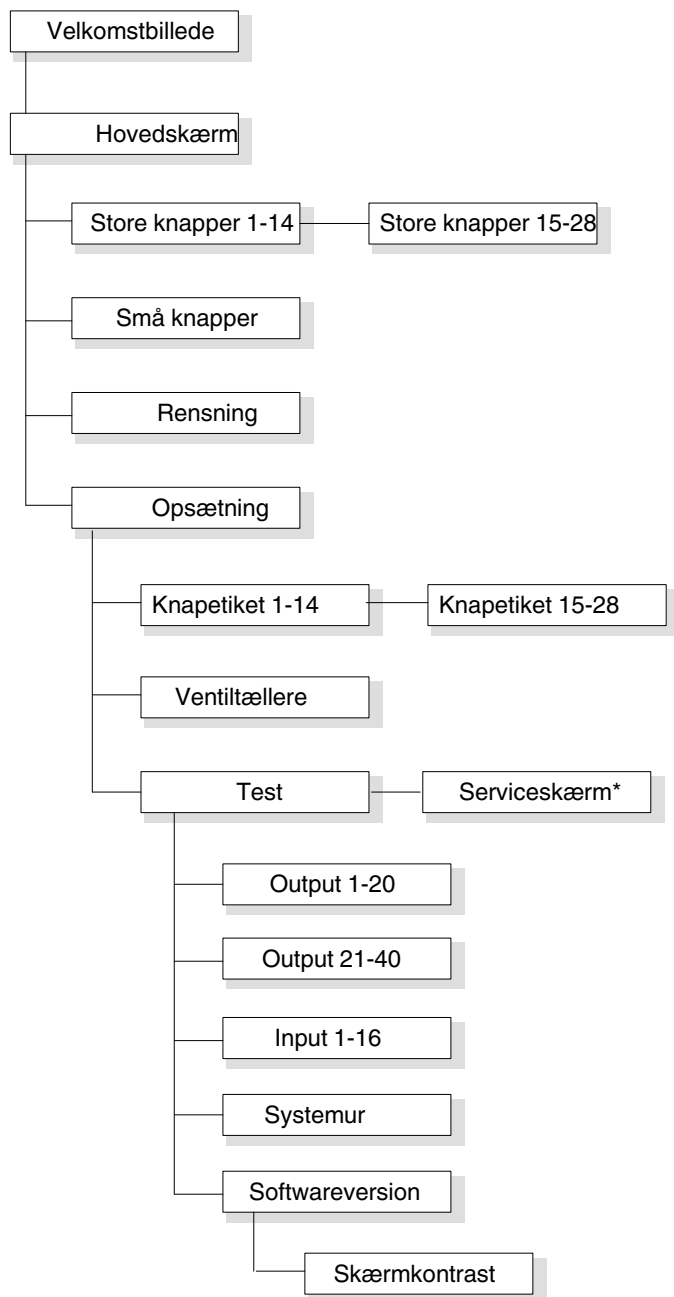 Velkomstbillede
Hovedskærm
Store knapper 1-14
Store knapper 15-28
Små knapper
Rensning
Opsætning
Knapetiket 1-14
Knapetiket 15-28
Ventiltællere
Test
Serviceskærm*
Output 1-20
Output 21-40
Input 1-16
Systemur
Softwareversion
Skærmkontrast